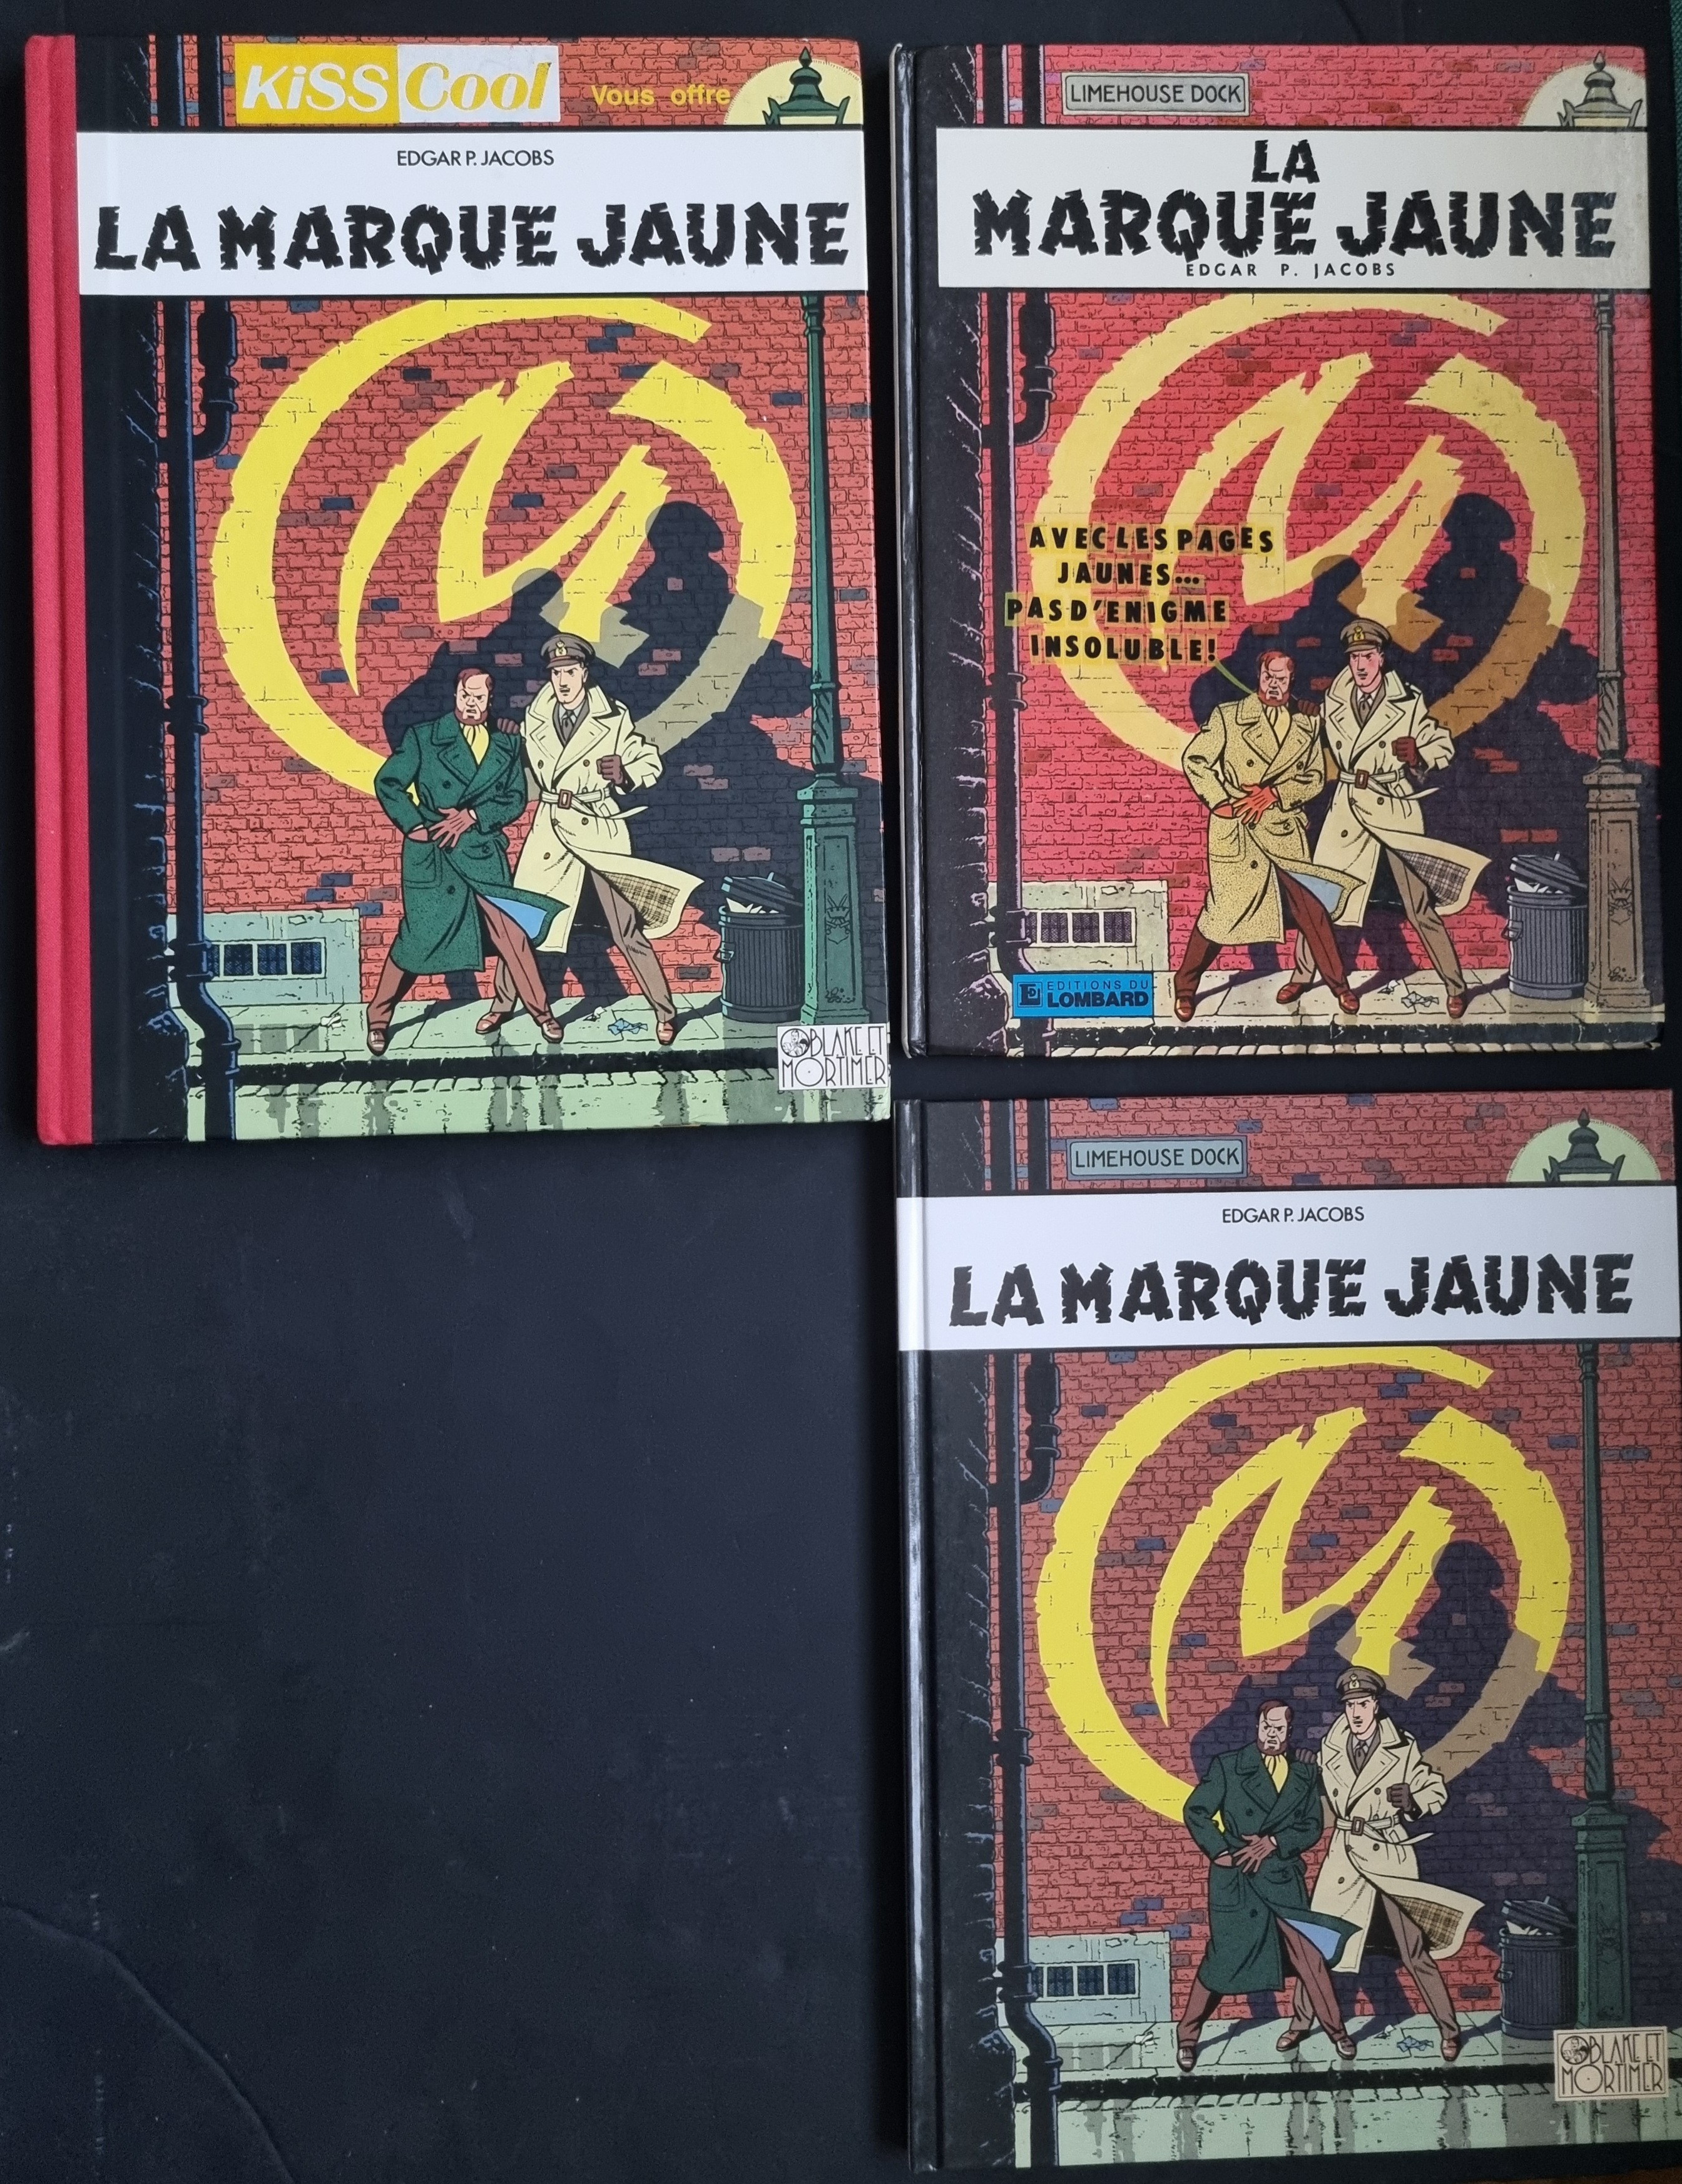 KiSS Cool Vous offre
EDGAR P. JACOBS
LA MARQUE JAUNE
BLAKE ET
MORTIMER
LIMEHOUSE DOCK
LA
MARQUE JAUNE
EDGAR P. JACOBS
AVEC LES PAGES
JAUNES...
PAS D'ENIGME
INSOLUBLE!
EDITIONS DU
LOMBARD
LIMEHOUSE DOCK
EDGAR P. JACOBS
LA MARQUE JAUNE
BLAKE ET
MORTIMER